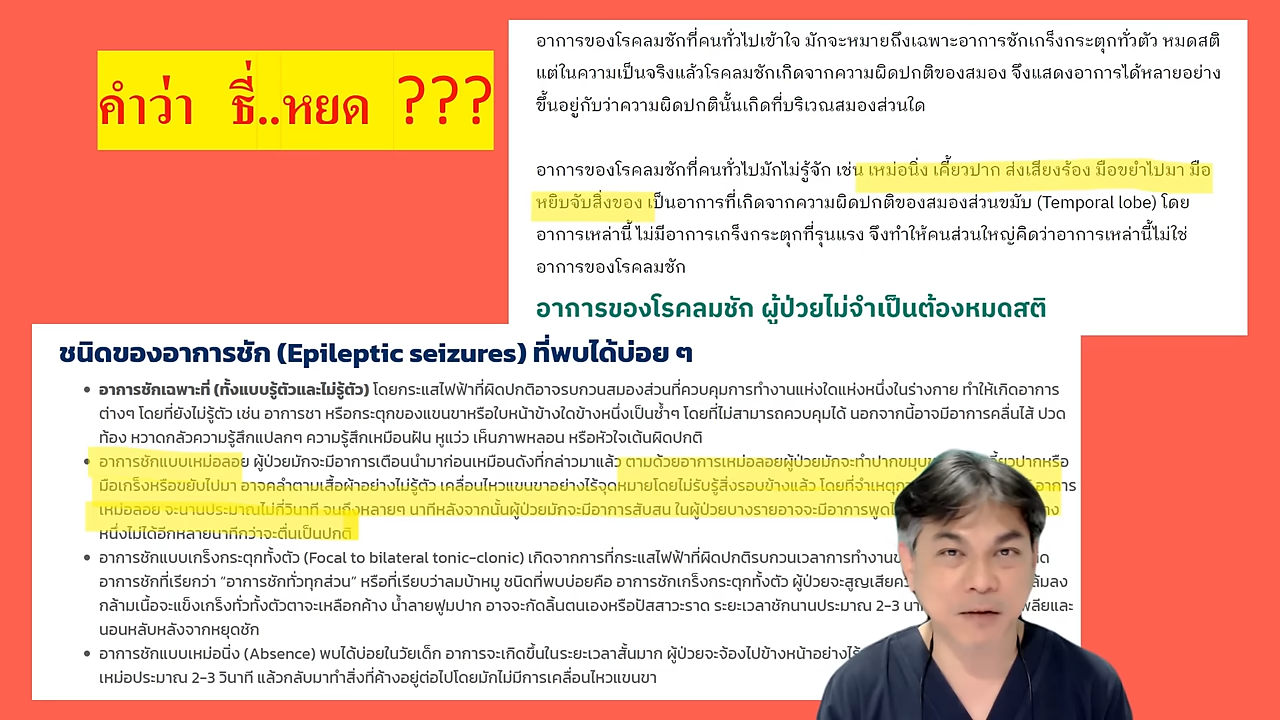 คำว่า ธี่..หยด ???
อาการของโรคลมชักที่คนทั่วไปเข้าใจ มักจะหมายถึงเฉพาะอาการชักเกร็งกระตุกทั่วตัว หมดสติ
แต่ในความเป็นจริงแล้วโรคลมชักเกิดจากความผิดปกติของสมอง จึงแสดงอาการได้หลายอย่าง
ขึ้นอยู่กับว่าความผิดปกตินั้นเกิดที่บริเวณสมองส่วนใด
อาการของโรคลมชักที่คนทั่วไปมักไม่รู้จัก เช่น เหม่อนิ่ง เคี้ยวปาก ส่งเสียงร้อง มือขยำไปมา มือ
หยิบจับสิ่งของ เป็นอาการที่เกิดจากความผิดปกติของสมองส่วนขมับ (Temporal lobe) โดย
อาการเหล่านี้ ไม่มีอาการเกร็งกระตุกที่รุนแรง จึงทำให้คนส่วนใหญ่คิดว่าอาการเหล่านี้ไม่ใช่
อาการของโรคลมชัก
อาการของโรคลมชัก ผู้ป่วยไม่จำเป็นต้องหมดสติ
ชนิดของอาการชัก (Epileptic seizures) ที่พบได้บ่อย ๆ
• อาการชักเฉพาะที่ (ทั้งแบบรู้ตัวและไม่รู้ตัว) โดยกระแสไฟฟ้าที่ผิดปกติอาจรบกวนสมองส่วนที่ควบคุมการทำงานแห่งใดแห่งหนึ่งในร่างกาย ทำให้เกิดอาการ
ต่างๆ โดยที่ยังไม่รู้ตัว เช่น อาการชา หรือกระตุกของแขนขาหรือใบหน้าข้างใดข้างหนึ่งเป็นซ้ำๆ โดยที่ไม่สามารถควบคุมได้ นอกจากนี้อาจมีอาการคลื่นไส้ ปวด
ท้อง หวาดกลัวความรู้สึกแปลกๆ ความรู้สึกเหมือนฝัน หูแว่ว เห็นภาพหลอน หรือหัวใจเต้นผิดปกติ
• อาการชักแบบเหม่อลอย ผู้ป่วยมักจะมีอาการเตือนนำมาก่อนเหมือนดังที่กล่าวมาแล้ว ตามด้วยอาการเหม่อลอยผู้ป่วยมักจะทำปากขมุบ เคี้ยวปากหรือ
มือเกร็งหรือขยับไปมา อาจคลำตามเสื้อผ้าอย่างไม่รู้ตัว เคลื่อนไหวแขนขาอย่างไร้จุดหมายโดยไม่รับรู้สิ่งรอบข้างแล้ว โดยที่จำเหตุกา อาการ
เหม่อลอย จะนานประมาณไม่กี่วินาที จนถึงหลายๆ นาทีหลังจากนั้นผู้ป่วยมักจะมีอาการสับสน ในผู้ป่วยบางรายอาจจะมีอาการพูดไ
หนึ่งไม่ได้อีกหลายนาทีกว่าจะตื่นเป็นปกติ
• อาการชักแบบเกร็งกระตุกทั้งตัว (Focal to bilateral tonic-clonic) เกิดจากการที่กระแสไฟฟ้าที่ผิดปกติรบกวนเวลาการทำงานข
อาการชักที่เรียกว่า “อาการชักทั่วทุกส่วน” หรือที่เรียบว่าลมบ้าหมู ชนิดที่พบบ่อยคือ อาการชักเกร็งกระตุกทั้งตัว ผู้ป่วยจะสูญเสียคว ล้มลง
กล้ามเนื้อจะแข็งเกร็งทั่วทั้งตัวตาจะเหลือกค้าง น้ำลายฟูมปาก อาจจะกัดลิ้นตนเองหรือปัสสาวะราด ระยะเวลาชักนานประมาณ 2-3 นา เพลียและ
นอนหลับหลังจากหยุดชัก
• อาการชักแบบเหม่อนิ่ง (Absence) พบได้บ่อยในวัยเด็ก อาการจะเกิดขึ้นในระยะเวลาสั้นมาก ผู้ป่วยจะจ้องไปข้างหน้าอย่างไร้
เหม่อประมาณ 2-3 วินาที แล้วกลับมาทำสิ่งที่ค้างอยู่ต่อไปโดยมักไม่มีการเคลื่อนไหวแขนขา